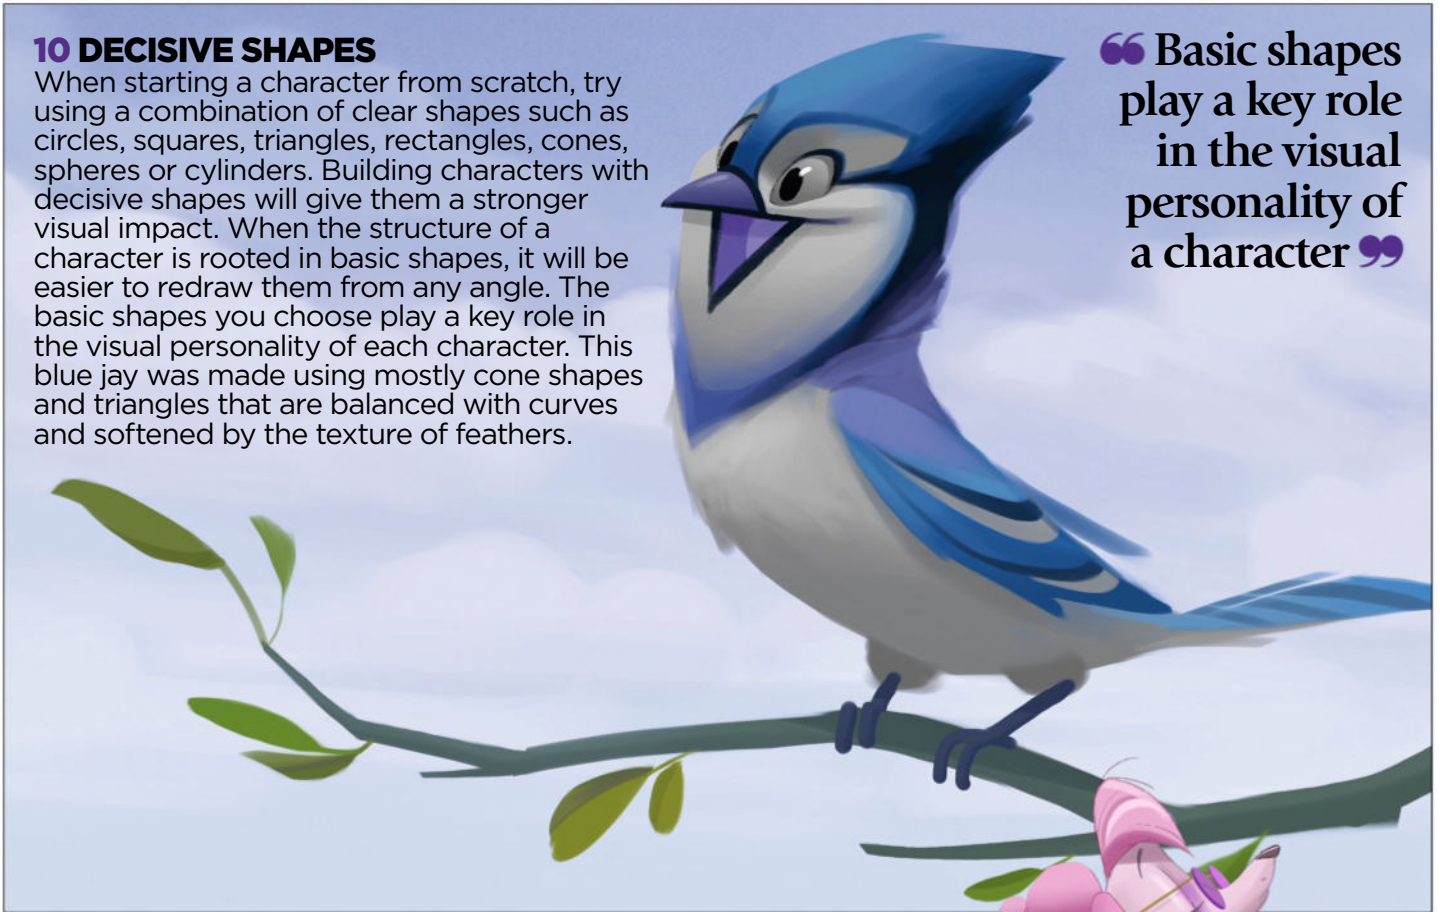 10 DECISIVE SHAPES
When starting a character from scratch, try
using a combination of clear shapes such as
circles, squares, triangles, rectangles, cones,
spheres or cylinders. Building characters with
decisive shapes will give them a stronger
visual impact. When the structure of a
character is rooted in basic shapes, it will be
easier to redraw them from any angle. The
basic shapes you choose play a key role in
the visual personality of each character. This
blue jay was made using mostly cone shapes
and triangles that are balanced with curves
and softened by the texture of feathers.
❝ Basic shapes
play a key role
in the visual
personality of
a character ❞